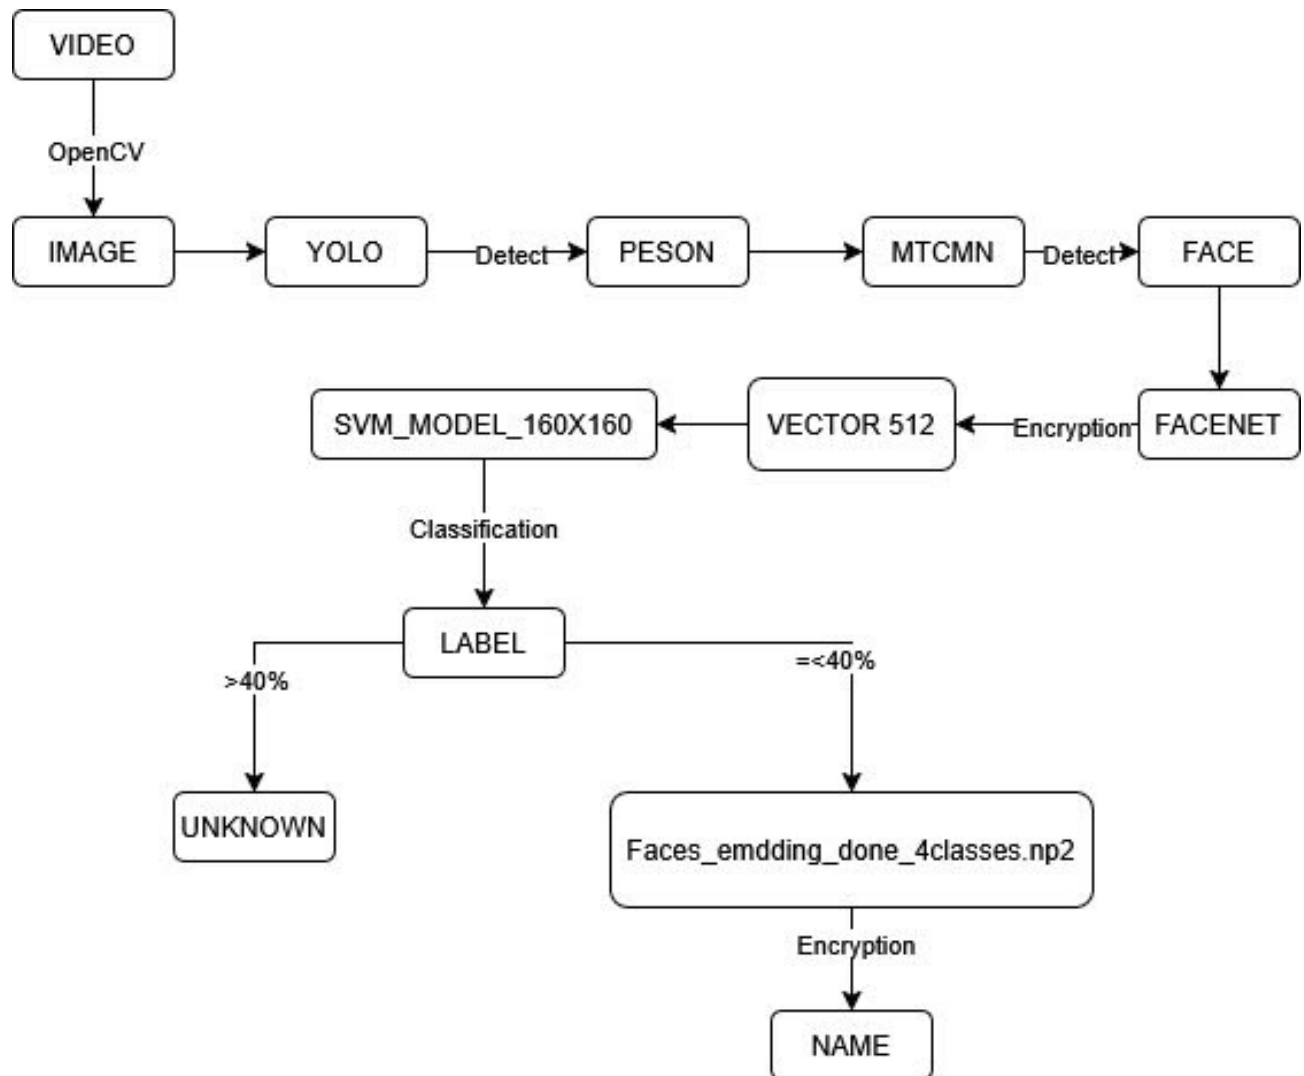 VIDEO
OpenCV
IMAGE
YOLO
Detect
PESON
MTCMN
Detect
FACE
SVM_MODEL_160X160
VECTOR 512
Encryption
FACENET
Classification
LABEL
>40%
=<40%
UNKNOWN
Faces_emdding_done_4classes.np2
Encryption
NAME